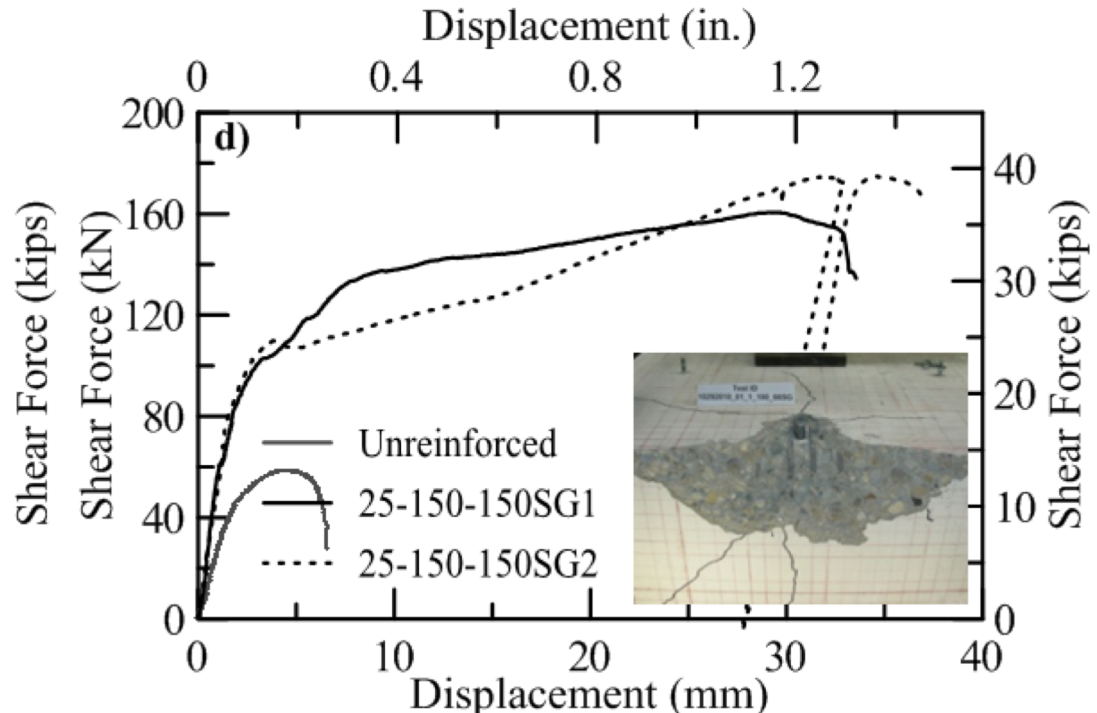 Displacement (in.)
0 0.4 0.8 1.2
200
160
120
80
40
0
d)
40
30
20
10
0
Shear Force (kips)
Shear Force (kN)
Shear Force (kips)
Unreinforced
25-150-150SG1
25-150-150SG2
Test ID
0 10 20 30 40
Displacement (mm)